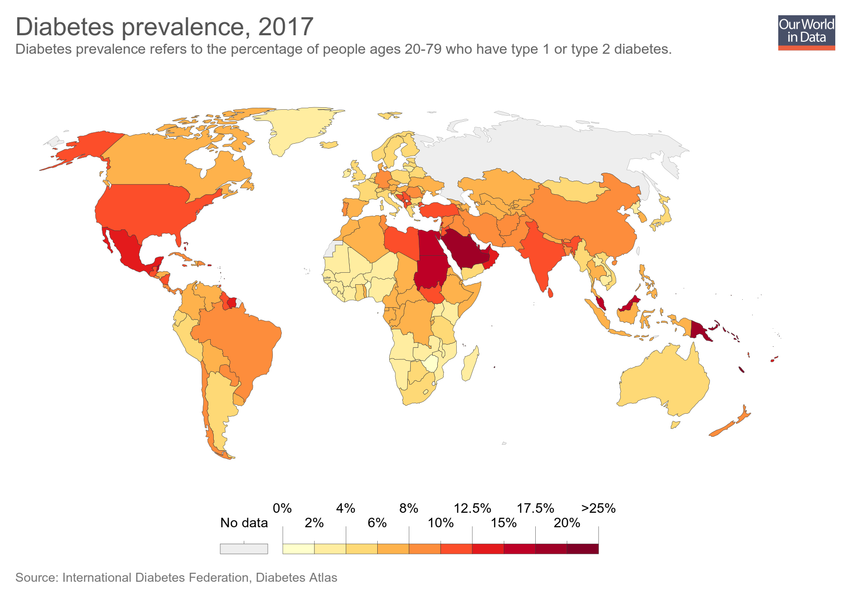 Diabetes prevalence, 2017
Our World
in Data
Diabetes prevalence refers to the percentage of people ages 20-79 who have type 1 or type 2 diabetes.
0% 4% 8% 12.5% 17.5% >25%
No data 2% 6% 10% 15% 20%
Source: International Diabetes Federation, Diabetes Atlas